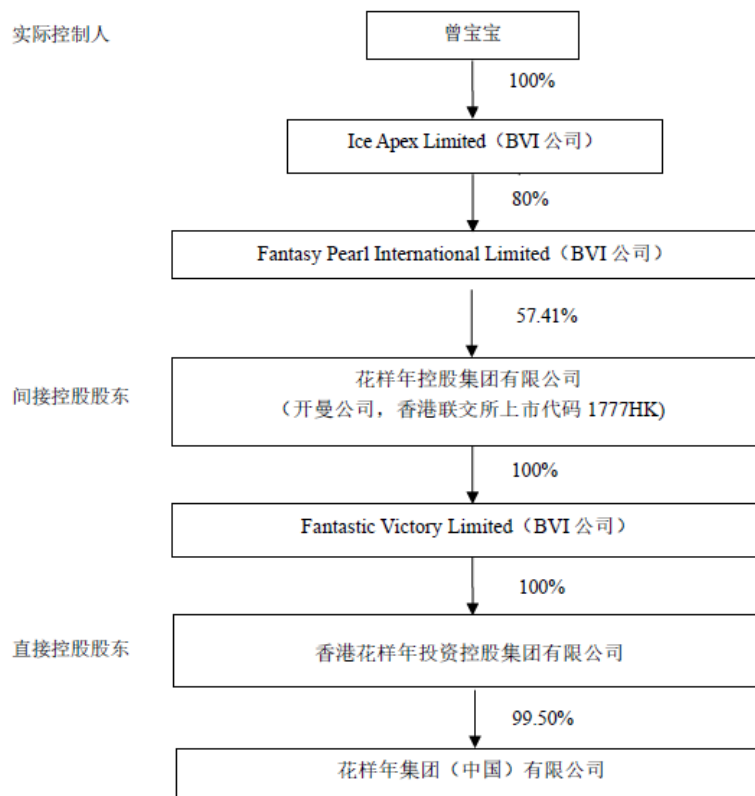 实际控制人
曾宝宝
100%
Ice Apex Limited（BVI 公司）
80%
Fantasy Pearl International Limited（BVI 公司）
57.41%
间接控股股东
花样年控股集团有限公司
（开曼公司，香港联交所上市代码 1777HK)
100%
Fantastic Victory Limited（BVI 公司）
100%
直接控股股东
香港花样年投资控股集团有限公司
99.50%
花样年集团（中国）有限公司